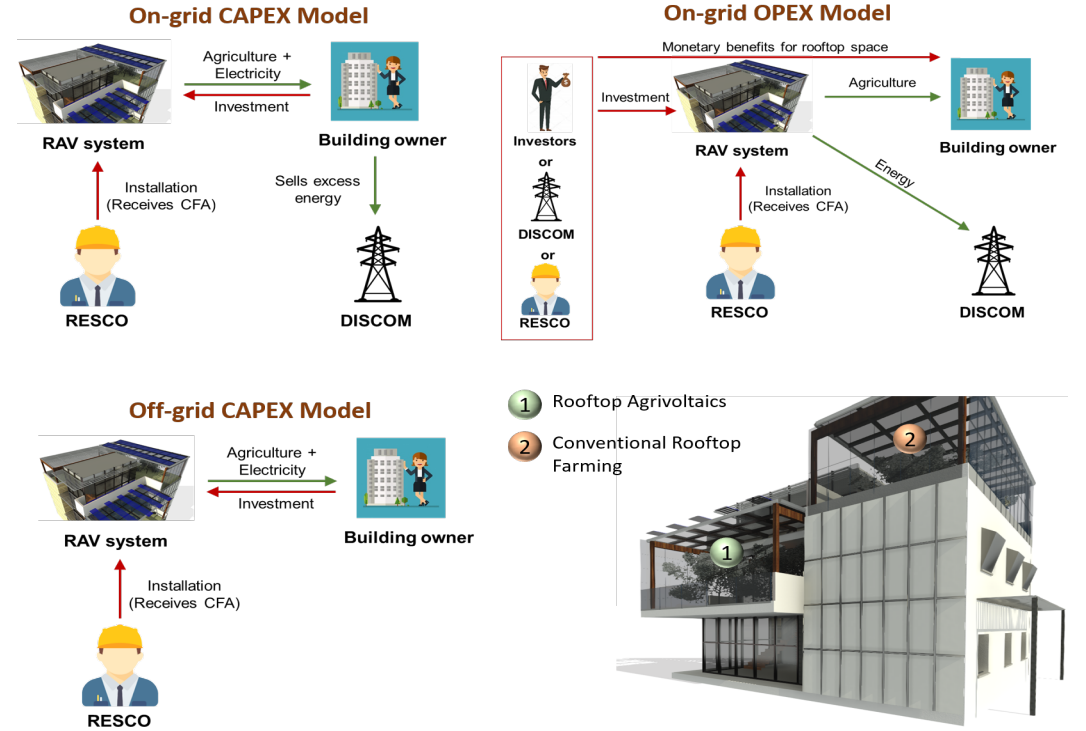 On-grid CAPEX Model
Agriculture +
Electricity
Investment
RAV system
Building owner
Installation
(Receives CFA)
Sells excess
energy
RESCO
DISCOM
On-grid OPEX Model
Monetary benefits for rooftop space
Investment
Agriculture
Investors
or
DISCOM
or
RESCO
RAV system
Building owner
Energy
Installation
(Receives CFA)
RESCO
DISCOM
Off-grid CAPEX Model
Agriculture +
Electricity
Investment
RAV system
Building owner
Installation
(Receives CFA)
RESCO
1 Rooftop Agrivoltaics
2 Conventional Rooftop
Farming
2
1